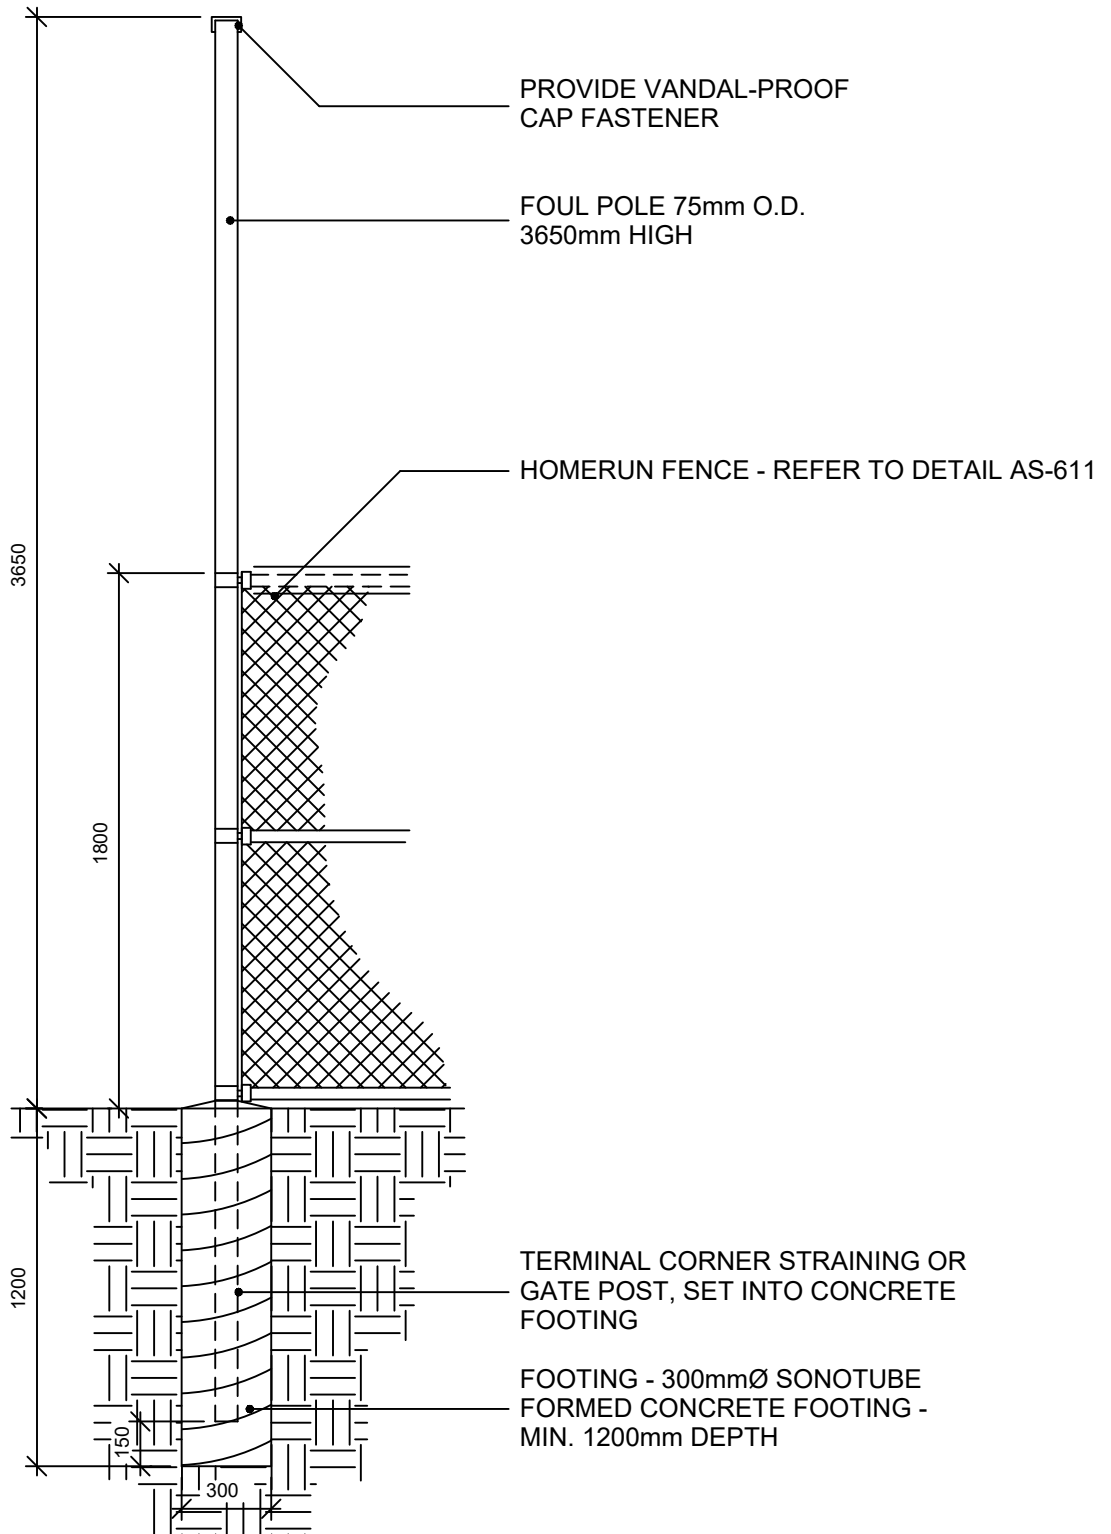 PROVIDE VANDAL-PROOF
CAP FASTENER
FOUL POLE 75mm O.D.
3650mm HIGH
HOMERUN FENCE - REFER TO DETAIL AS-611
3650
1800
1200
TERMINAL CORNER STRAINING OR
GATE POST, SET INTO CONCRETE
FOOTING
FOOTING - 300mmØ SONOTUBE
FORMED CONCRETE FOOTING -
MIN. 1200mm DEPTH
150
300